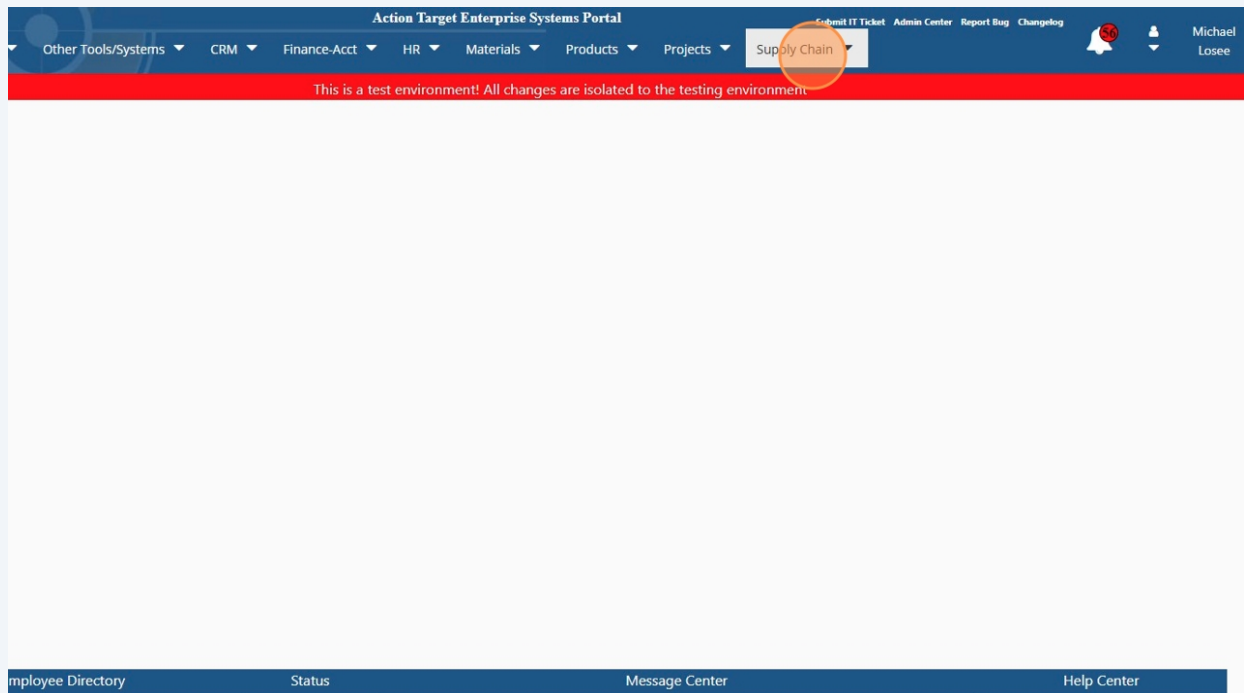 Action Target Enterprise Systems Portal
Submit IT Ticket Admin Center Report Bug Changelog
56
Michael
Losee
Other Tools/Systems CRM Finance-Acct HR Materials Products Projects Supply Chain
This is a test environment! All changes are isolated to the testing environment
mployee Directory Status Message Center Help Center